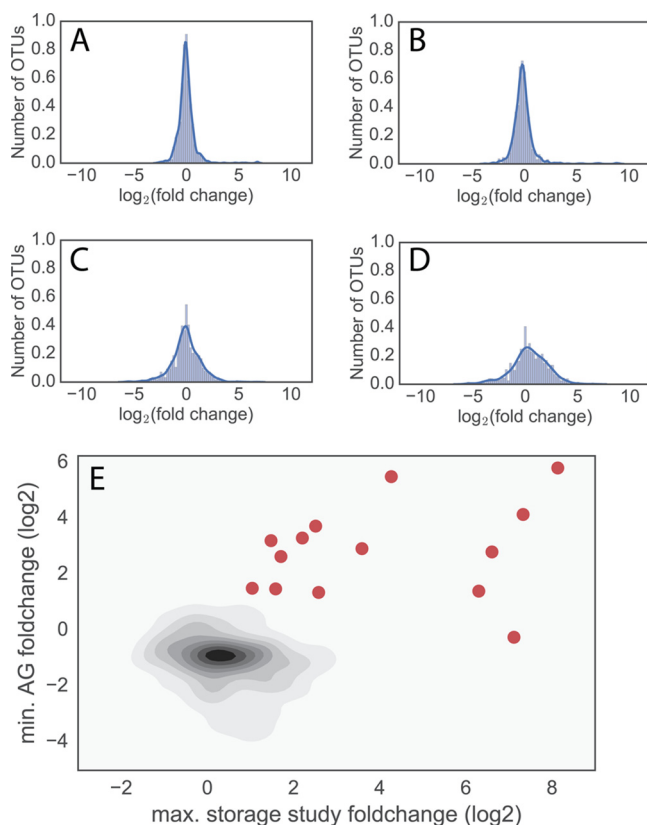 A
Number of OTUs
1.0
0.8
0.6
0.4
0.2
0.0
−10 −5 0 5 10
log2(fold change)
B
Number of OTUs
1.0
0.8
0.6
0.4
0.2
0.0
−10 −5 0 5 10
log2(fold change)
C
Number of OTUs
1.0
0.8
0.6
0.4
0.2
0.0
−10 −5 0 5 10
log2(fold change)
D
Number of OTUs
1.0
0.8
0.6
0.4
0.2
0.0
−10 −5 0 5 10
log2(fold change)
E
min. AG foldchange (log2)
6
4
2
0
−2
−4
−2 0 2 4 6 8
max. storage study foldchange (log2)